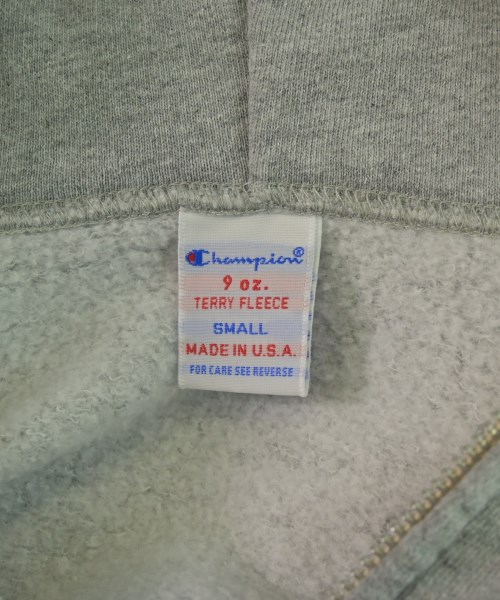 Champion®
9 oz.
TERRY FLEECE
SMALL
MADE IN U.S.A.
FOR CARE SEE REVERSE